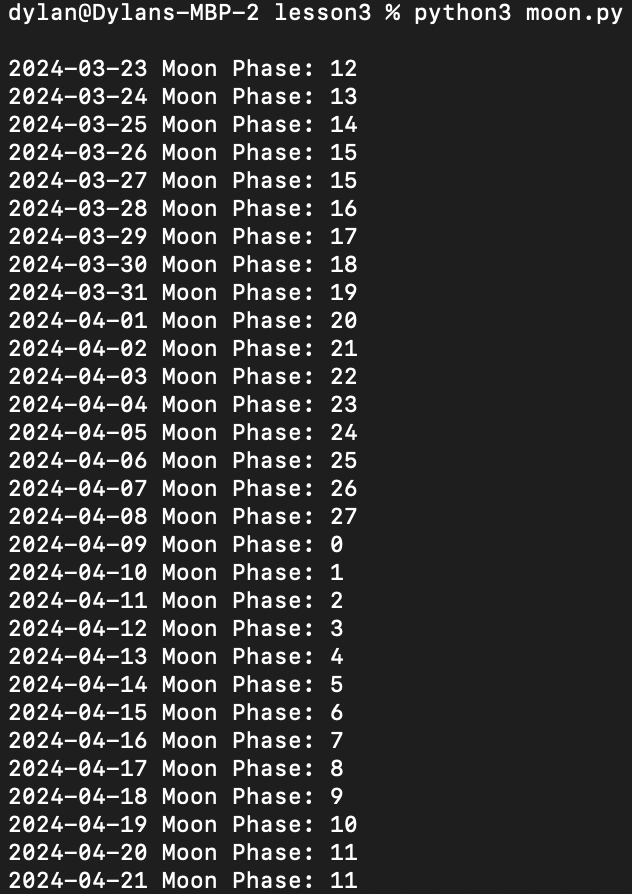 dylan@Dylans-MBP-2 lesson3 % python3 moon.py
2024-03-23 Moon Phase: 12
2024-03-24 Moon Phase: 13
2024-03-25 Moon Phase: 14
2024-03-26 Moon Phase: 15
2024-03-27 Moon Phase: 15
2024-03-28 Moon Phase: 16
2024-03-29 Moon Phase: 17
2024-03-30 Moon Phase: 18
2024-03-31 Moon Phase: 19
2024-04-01 Moon Phase: 20
2024-04-02 Moon Phase: 21
2024-04-03 Moon Phase: 22
2024-04-04 Moon Phase: 23
2024-04-05 Moon Phase: 24
2024-04-06 Moon Phase: 25
2024-04-07 Moon Phase: 26
2024-04-08 Moon Phase: 27
2024-04-09 Moon Phase: 0
2024-04-10 Moon Phase: 1
2024-04-11 Moon Phase: 2
2024-04-12 Moon Phase: 3
2024-04-13 Moon Phase: 4
2024-04-14 Moon Phase: 5
2024-04-15 Moon Phase: 6
2024-04-16 Moon Phase: 7
2024-04-17 Moon Phase: 8
2024-04-18 Moon Phase: 9
2024-04-19 Moon Phase: 10
2024-04-20 Moon Phase: 11
2024-04-21 Moon Phase: 11